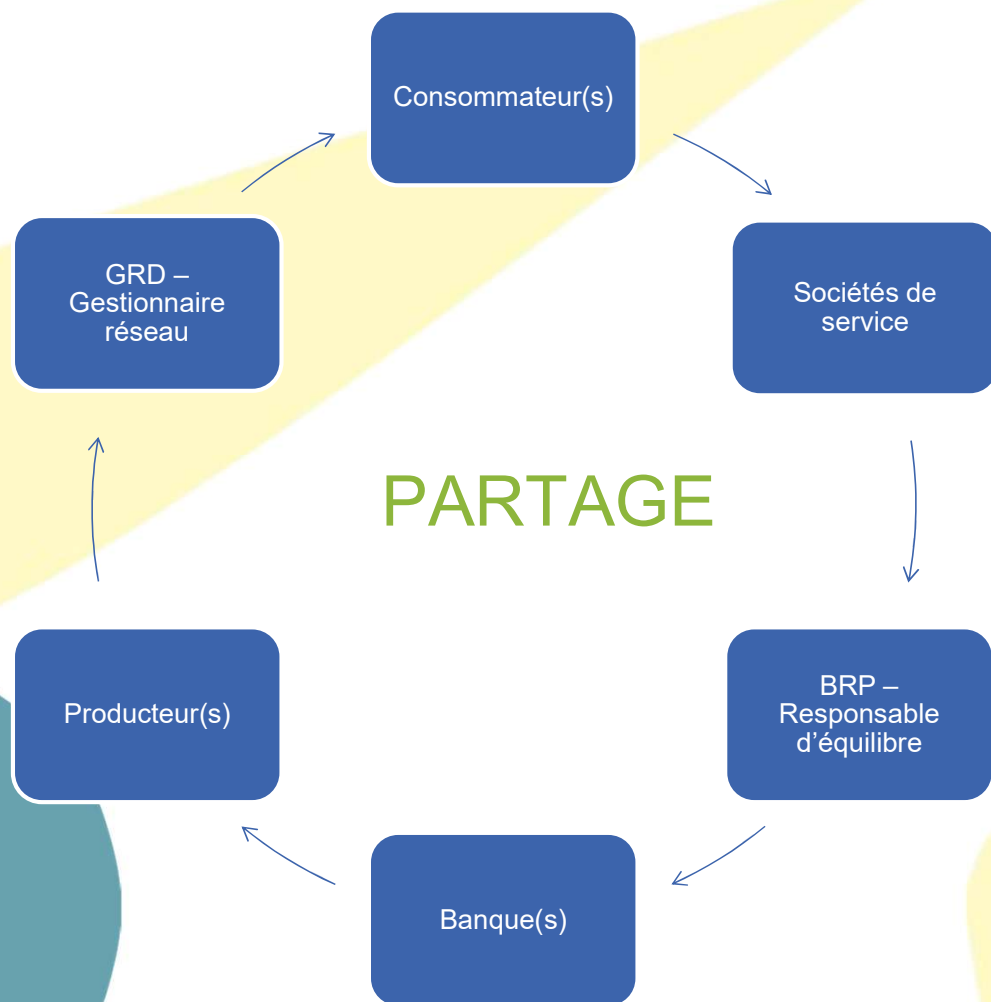 Consommateur(s)
GRD –
Gestionnaire
réseau
Sociétés de
service
PARTAGE
Producteur(s)
BRP –
Responsable
d’équilibre
Banque(s)